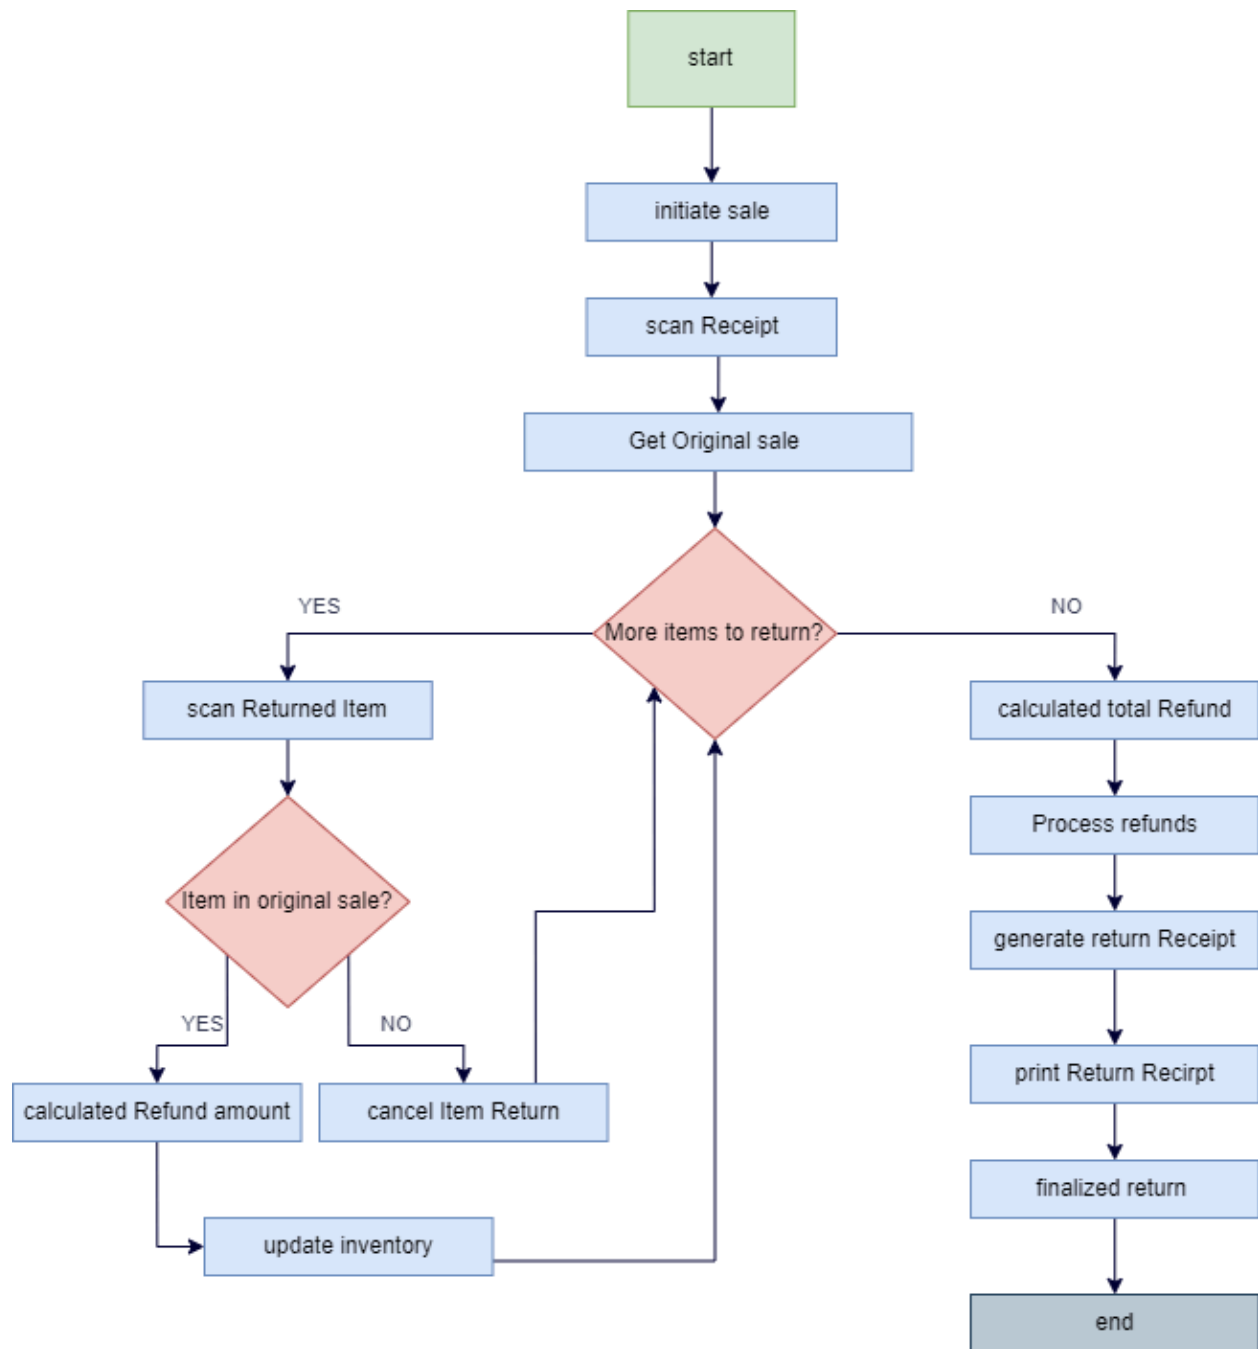 start
initiate sale
scan Receipt
Get Original sale
More items to return?
YES
NO
scan Returned Item
calculated total Refund
Item in original sale?
Process refunds
YES
NO
generate return Receipt
calculated Refund amount
cancel Item Return
print Return Recirpt
update inventory
finalized return
end